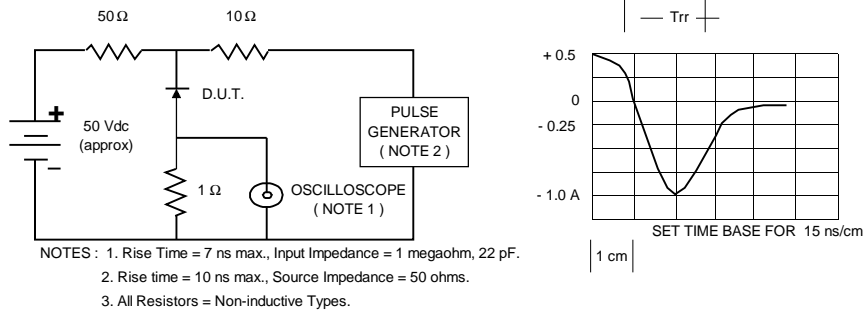 50 Ω
10 Ω
D.U.T.
+
50 Vdc
(approx)
−
1 Ω
PULSE
GENERATOR
( NOTE 2 )
OSCILLOSCOPE
( NOTE 1 )
NOTES : 1. Rise Time = 7 ns max., Input Impedance = 1 megaohm, 22 pF.
2. Rise time = 10 ns max., Source Impedance = 50 ohms.
3. All Resistors = Non-inductive Types.
Trr
+ 0.5
0
- 0.25
- 1.0 A
SET TIME BASE FOR 15 ns/cm
1 cm